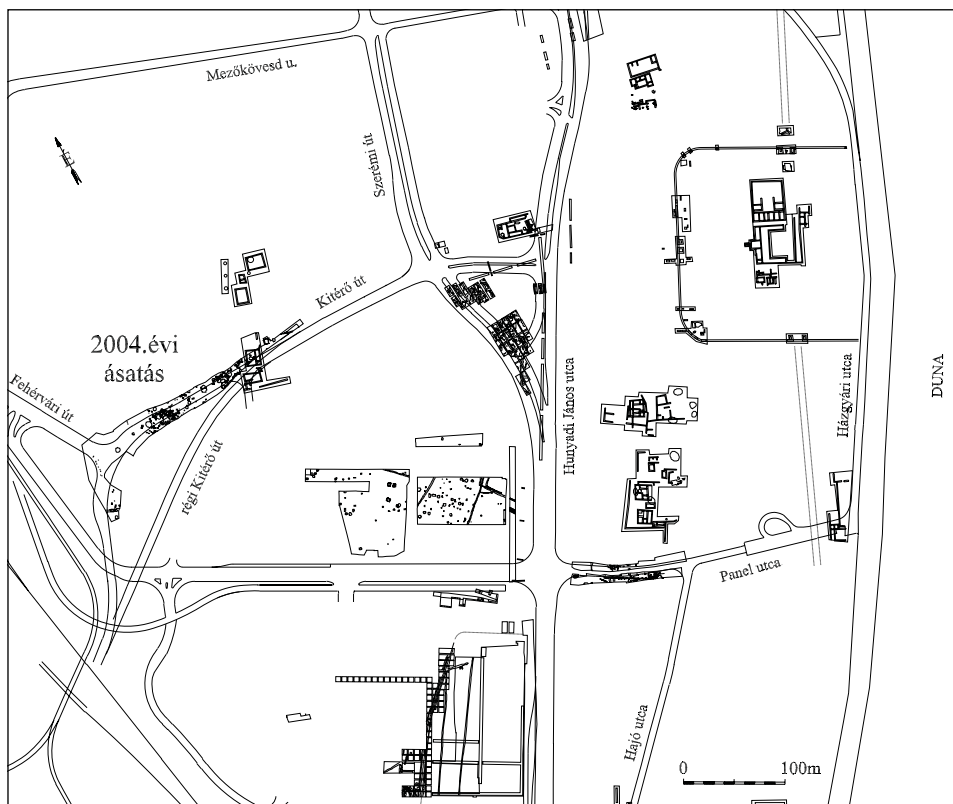 Mezőkövesd u.
Szerémi út
É
Kitérő út
2004.évi
ásatás
Fehérvári út
régi Kitérő út
Hunyadi János utca
Házgyári utca
DUNA
Panel utca
Hajó utca
0 100m